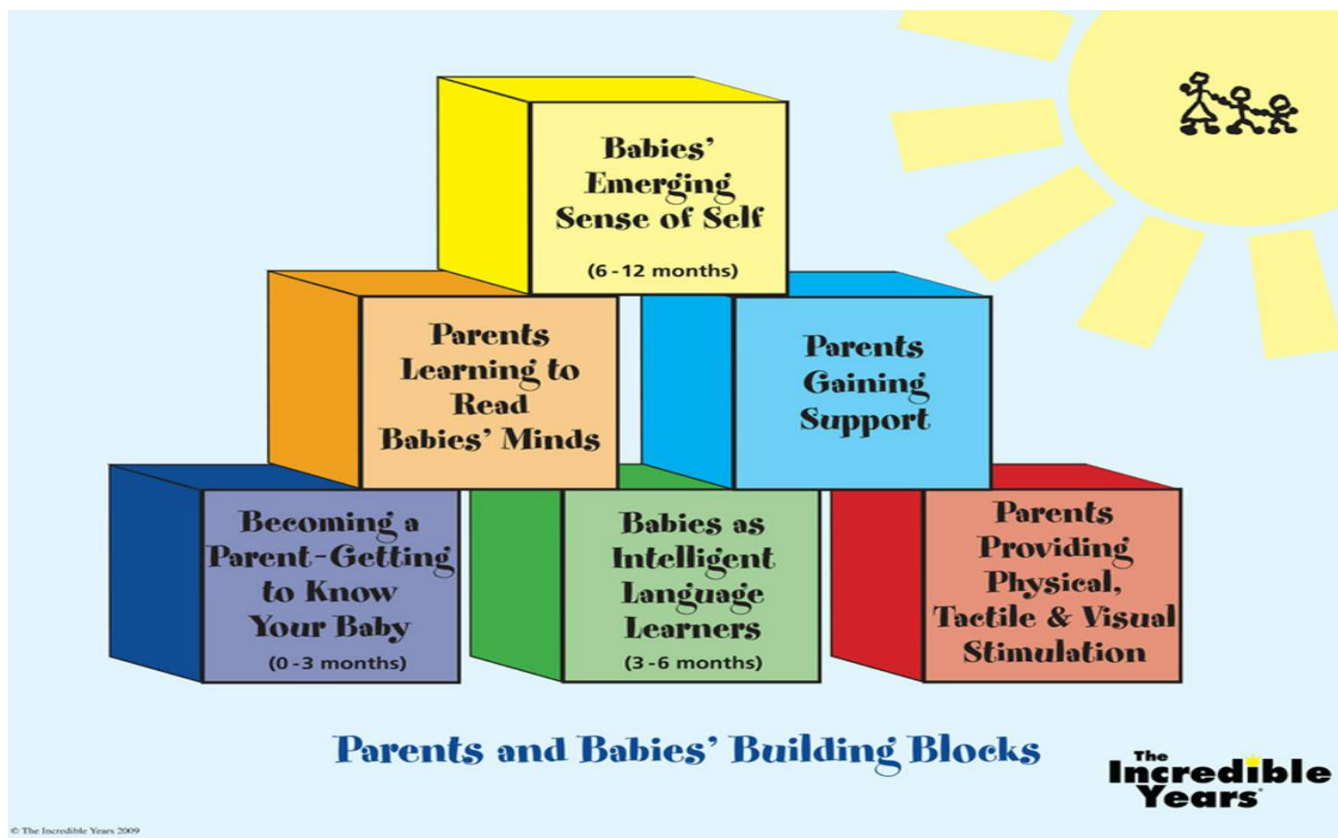 Babies'
Emerging
Sense of Self
(6-12 months)
Parents
Learning to
Read
Babies' Minds
Parents
Gaining
Support
Becoming a
Parent-Getting
to Know
Your Baby
(0-3 months)
Babies as
Intelligent
Language
Learners
(3-6 months)
Parents
Providing
Physical,
Tactile & Visual
Stimulation
Parents and Babies' Building Blocks
The
Incredible
Years®
© The Incredible Years 2009